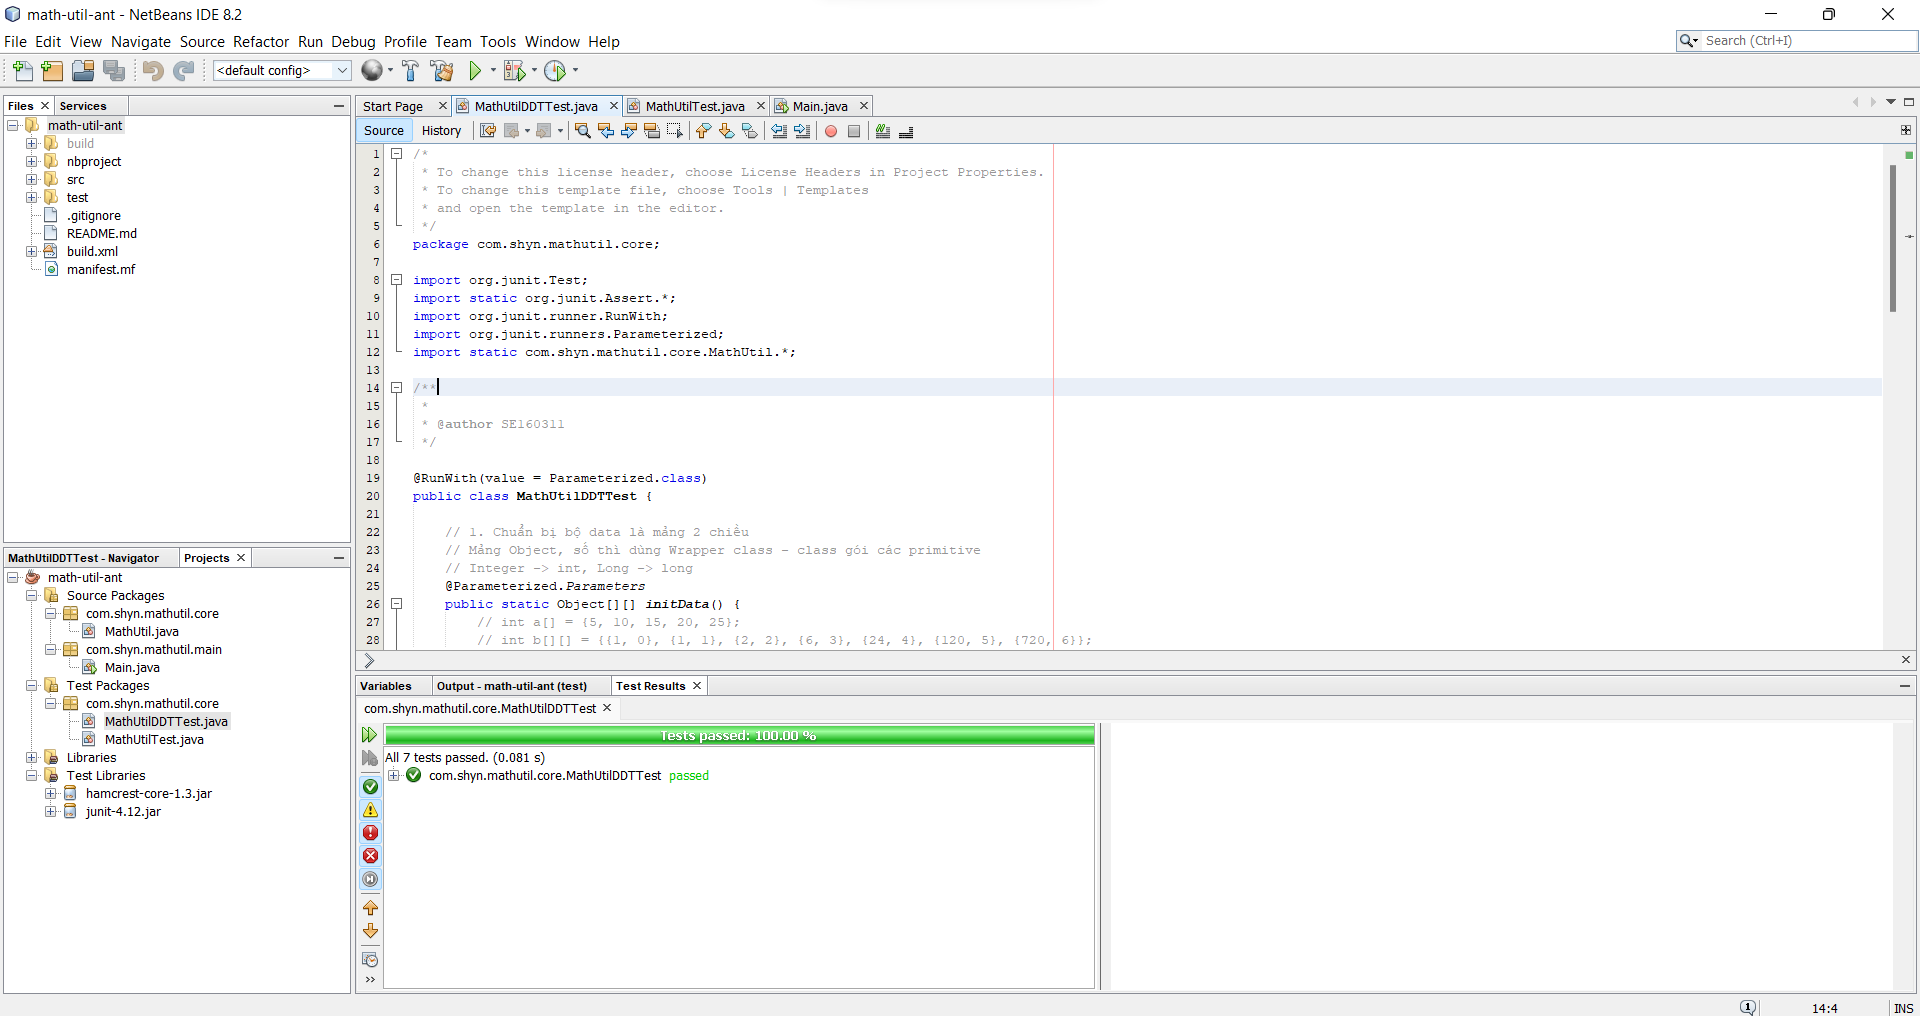 math-util-ant - NetBeans IDE 8.2
File Edit View Navigate Source Refactor Run Debug Profile Team Tools Window Help
Search (Ctrl+I)
<default config>
Files
Services
math-util-ant
build
nbproject
src
test
.gitignore
README.md
build.xml
manifest.mf
MathUtilDDTTest - Navigator
Projects
math-util-ant
Source Packages
com.shyn.mathutil.core
MathUtil.java
com.shyn.mathutil.main
Main.java
Test Packages
com.shyn.mathutil.core
MathUtilDDTTest.java
MathUtilTest.java
Libraries
Test Libraries
hamcrest-core-1.3.jar
junit-4.12.jar
Start Page
MathUtilDDTTest.java
MathUtilTest.java
Main.java
Source
History
1 /*
2 * To change this license header, choose License Headers in Project Properties.
3 * To change this template file, choose Tools | Templates
4 * and open the template in the editor.
5 */
6 package com.shyn.mathutil.core;
7
8 import org.junit.Test;
9 import static org.junit.Assert.*;
10 import org.junit.runner.RunWith;
11 import org.junit.runners.Parameterized;
12 import static com.shyn.mathutil.core.MathUtil.*;
13
14 /**
15 *
16 * @author SE160311
17 */
18
19 @RunWith(value = Parameterized.class)
20 public class MathUtilDDTTest {
21
22 // 1. Chuẩn bị bộ data là mảng 2 chiều
23 // Mảng Object, số thì dùng Wrapper class - class gói các primitive
24 // Integer -> int, Long -> long
25 @Parameterized.Parameters
26 public static Object[][] initData() {
27 // int a[] = {5, 10, 15, 20, 25};
28 // int b[][] = {{1, 0}, {1, 1}, {2, 2}, {6, 3}, {24, 4}, {120, 5}, {720, 6}};
Variables
Output - math-util-ant (test)
Test Results
com.shyn.mathutil.core.MathUtilDDTTest
Tests passed: 100.00 %
All 7 tests passed. (0.081 s)
com.shyn.mathutil.core.MathUtilDDTTest passed
1
14:4
INS